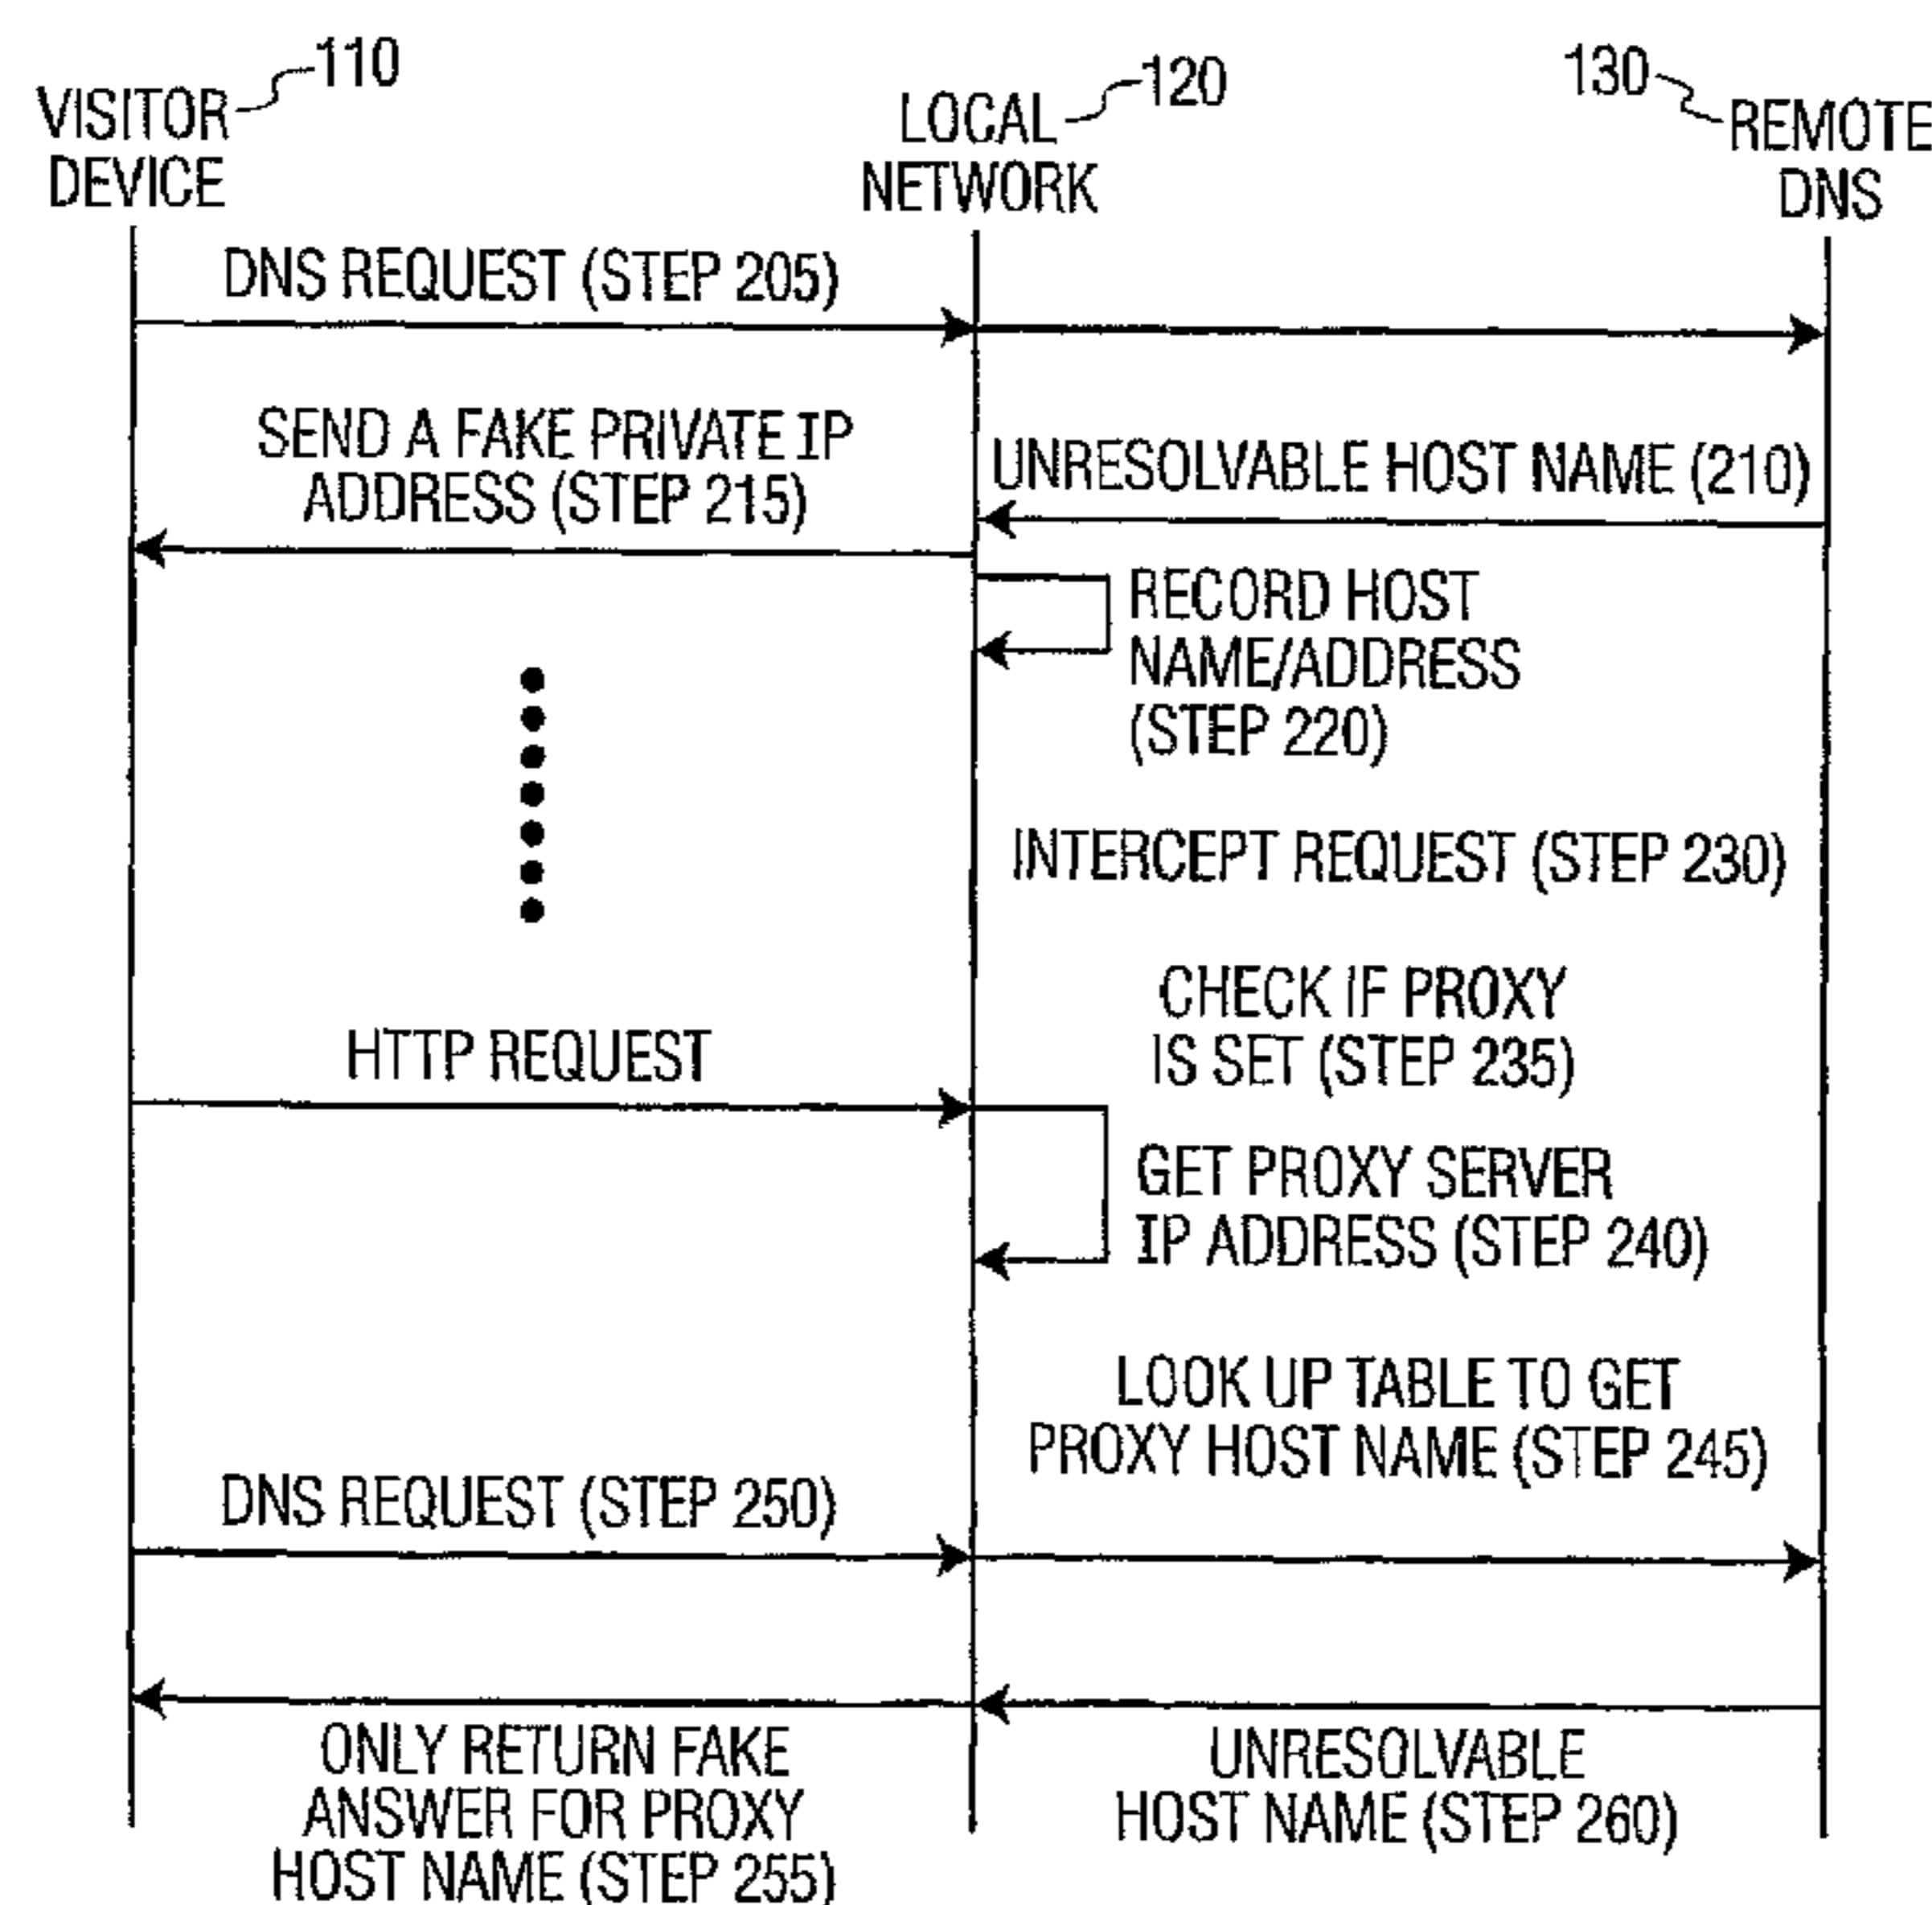 110
VISITOR
DEVICE
120
LOCAL
NETWORK
130
REMOTE
DNS
DNS REQUEST (STEP 205)
SEND A FAKE PRIVATE IP
ADDRESS (STEP 215)
UNRESOLVABLE HOST NAME (210)
RECORD HOST
NAME/ADDRESS
(STEP 220)
INTERCEPT REQUEST (STEP 230)
CHECK IF PROXY
IS SET (STEP 235)
HTTP REQUEST
GET PROXY SERVER
IP ADDRESS (STEP 240)
LOOK UP TABLE TO GET
PROXY HOST NAME (STEP 245)
DNS REQUEST (STEP 250)
ONLY RETURN FAKE
ANSWER FOR PROXY
HOST NAME (STEP 255)
UNRESOLVABLE
HOST NAME (STEP 260)